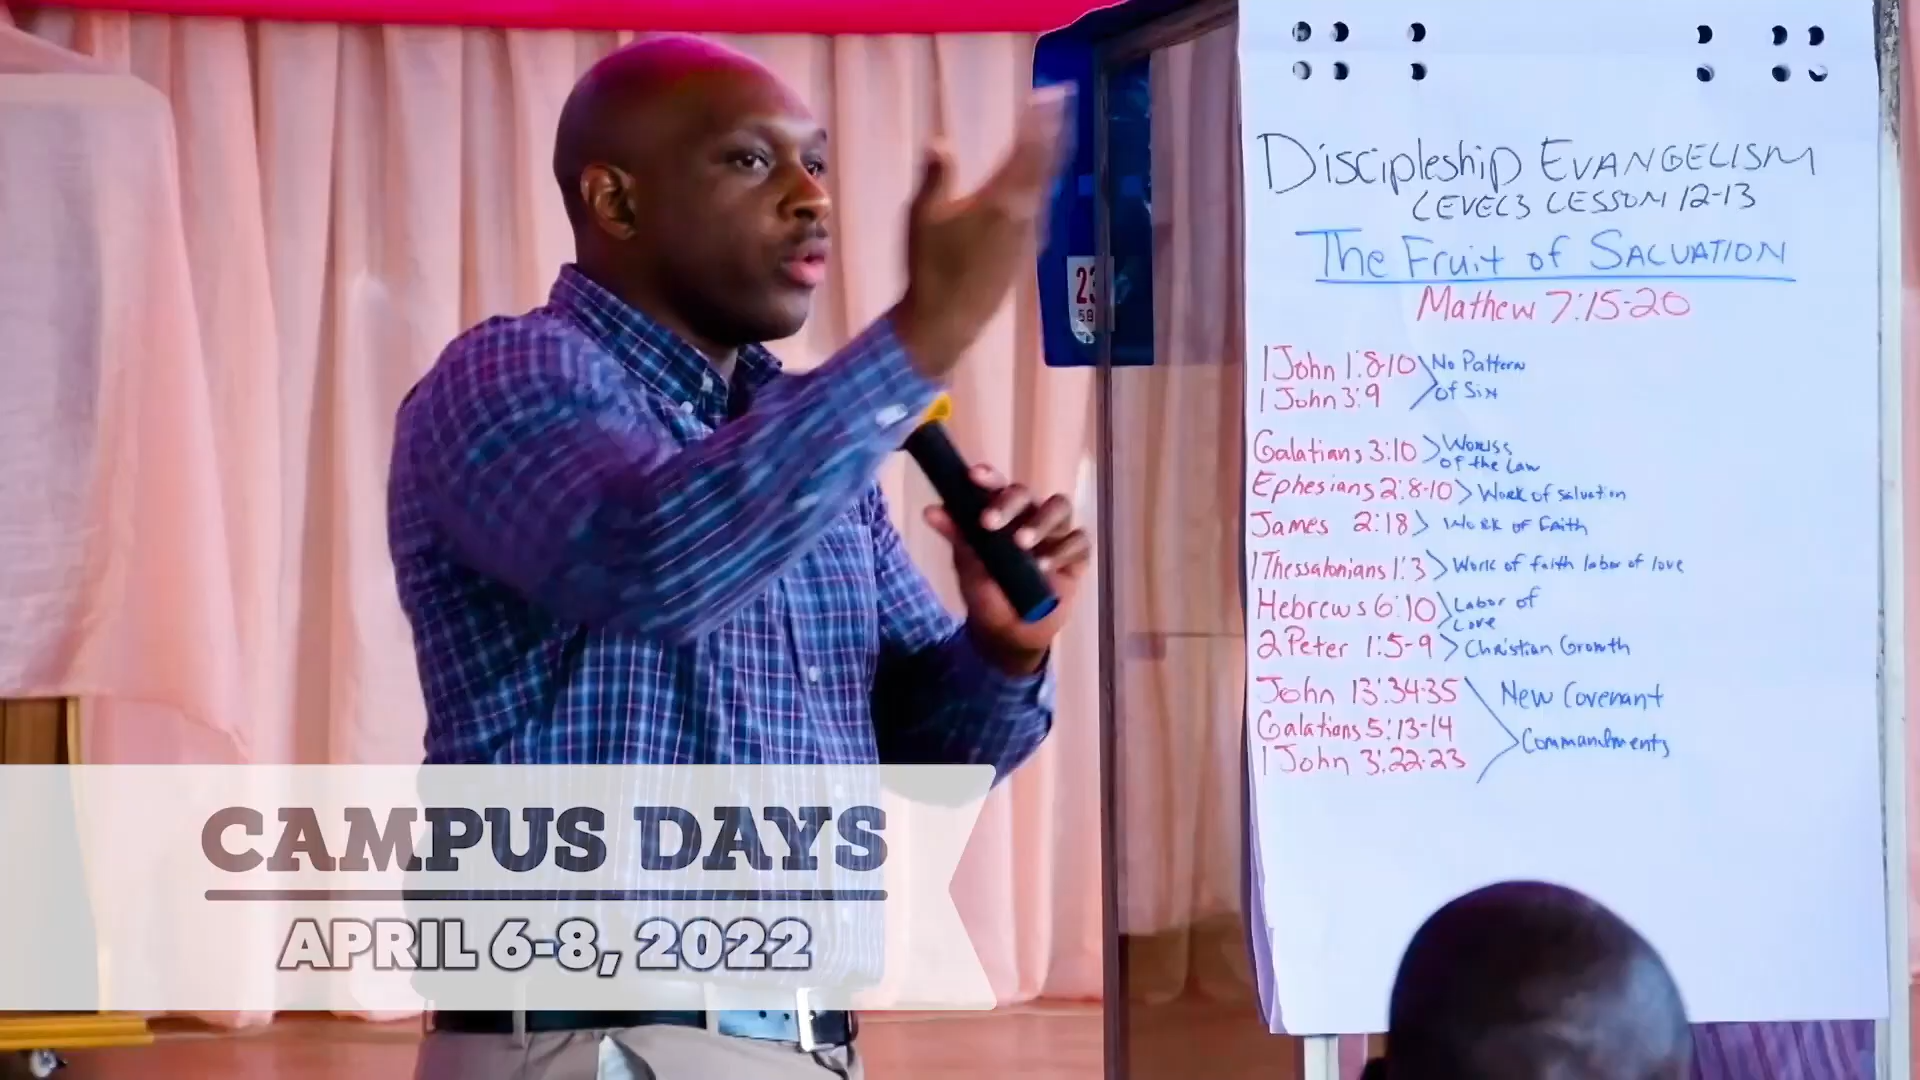 Discipleship EVANGELISM
LEVEL3 LESSON 12-13
The Fruit of SALVATION
Mathew 7:15-20
1 John 1:8-10 No Pattern
1 John 3:9 of Sin
Galatians 3:10 > Works
of the Law
Ephesians 2:8-10 > Work of salvation
James 2:18 > Work of Faith
1 Thessalonians 1:3 > Work of faith labor of love
Hebrews 6:10 Labor of
Love
2 Peter 1:5-9 > Christian Growth
John 13:34-35 New Covenant
Galatians 5:13-14 Commandments
1 John 3:22-23
CAMPUS DAYS
APRIL 6-8, 2022